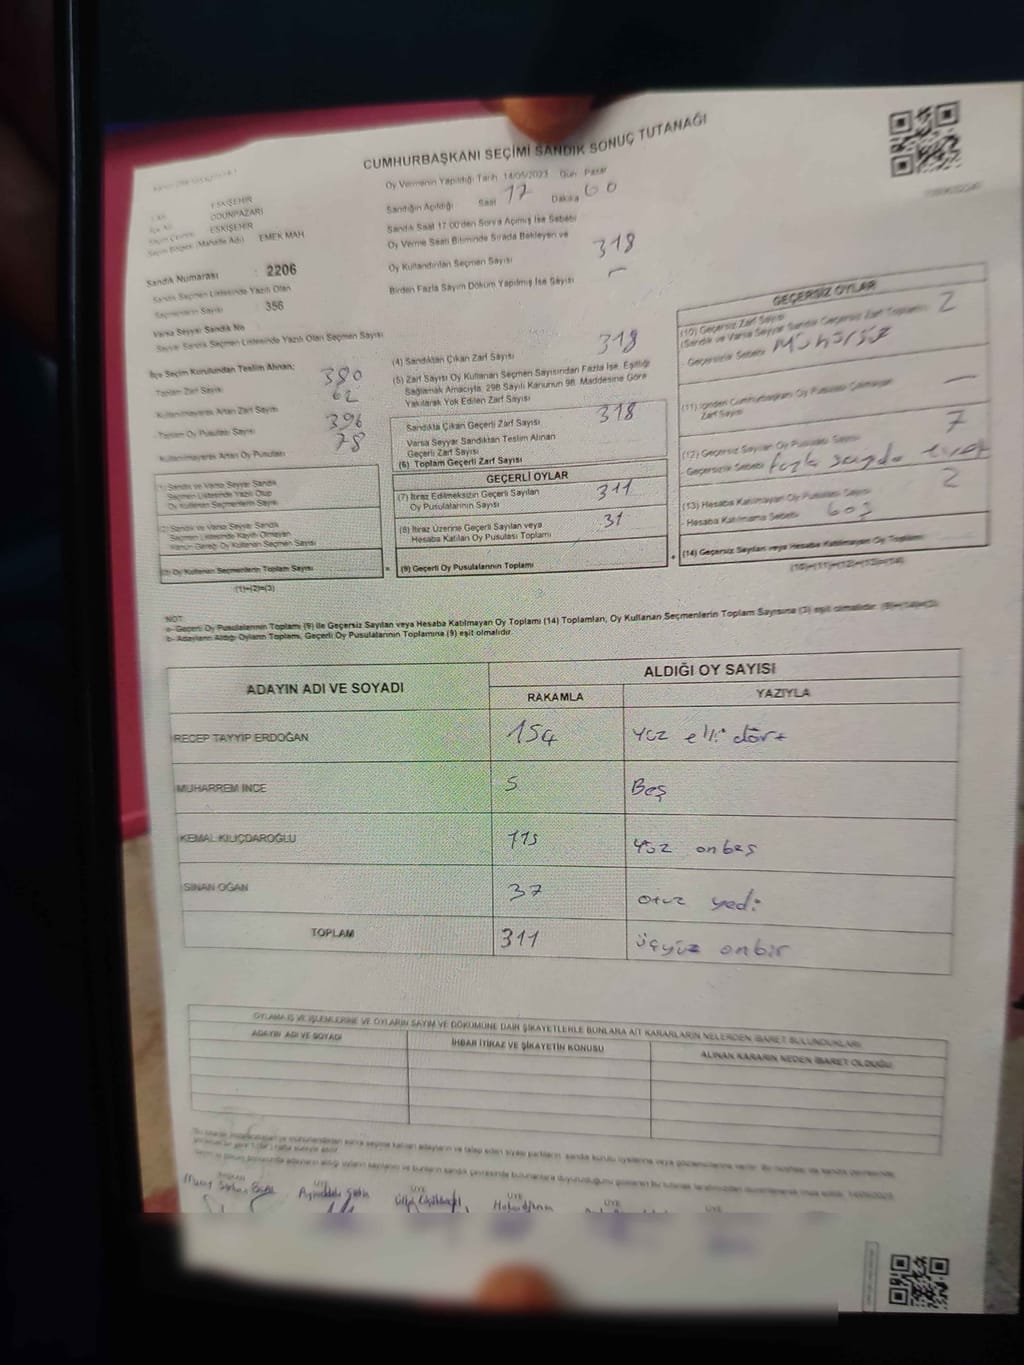 CUMHURBAŞKANI SEÇİMİ SANDIK SONUÇ TUTANAĞI
ESKİŞEHİR
ODUNPAZARI
ESKİŞEHİR
Seçim Bölgesi (Mahalle Adı) EMEK MAH
Sandık Numarası : 2206
Sandık Seçmen Listesinde Yazılı Olan
Seçmenlerin Sayısı 356
Varsa Seyyar Sandık No
Seyyar Sandık Seçmen Listesinde Yazılı Olan Seçmen Sayısı
Oy Vermenin Yapıldığı Tarih 14/05/2023 Gün Pazar
Sandığın Açıldığı Saat 17 Dakika 00
Sandık Saat 17.00'den Sonra Açılmış İse Sebebi
Oy Verme Saati Bitiminde Sırada Bekleyen ve
Oy Kullandırılan Seçmen Sayısı 318
Birden Fazla Sayım Döküm Yapılmış İse Sayısı
İlçe Seçim Kurulundan Teslim Alınan;
Toplam Zarf Sayısı 380
Kullanılmayarak Artan Zarf Sayısı 62
Toplam Oy Pusulası Sayısı 396
Kullanılmayarak Artan Oy Pusulası 78
(1) Sandık ve Varsa Seyyar Sandık
Seçmen Listesinde Yazılı Olup
Oy Kullanan Seçmenlerin Sayısı
(2) Sandık ve Varsa Seyyar Sandık
Seçmen Listesinde Kayıtlı Olmayan
Kanun Gereği Oy Kullanan Seçmen Sayısı
(3) Oy Kullanan Seçmenlerin Toplam Sayısı
(1)+(2)=(3)
(4) Sandıktan Çıkan Zarf Sayısı 318
(5) Zarf Sayısı Oy Kullanan Seçmen Sayısından Fazla İse, Eşitliği
Sağlamak Amacıyla, 298 Sayılı Kanunun 98. Maddesine Göre
Yakılarak Yok Edilen Zarf Sayısı
Sandıkta Çıkan Geçerli Zarf Sayısı 318
Varsa Seyyar Sandıktan Teslim Alınan
Geçerli Zarf Sayısı
(6) Toplam Geçerli Zarf Sayısı
GEÇERLİ OYLAR
(7) İtiraz Edilmeksizin Geçerli Sayılan
Oy Pusulalarının Sayısı 311
(8) İtiraz Üzerine Geçerli Sayılan veya
Hesaba Katılan Oy Pusulası Toplamı 31
(9) Geçerli Oy Pusulalarının Toplamı
GEÇERSİZ OYLAR
(10) Geçersiz Zarf Sayısı
(Sandık ve Varsa Seyyar Sandık Geçersiz Zarf Toplamı) 2
Geçersizlik Sebebi Mühürsüz
(11) İçinden Cumhurbaşkanı Oy Pusulası Çıkmayan
Zarf Sayısı
(12) Geçersiz Sayılan Oy Pusulası Sayısı 7
Geçersizlik Sebebi
(13) Hesaba Katılmayan Oy Pusulası Sayısı 2
Hesaba Katılmama Sebebi boş
(14) Geçersiz Sayılan veya Hesaba Katılmayan Oy Toplamı
(10)+(11)+(12)+(13)=(14)
NOT:
a- Geçerli Oy Pusulalarının Toplamı (9) ile Geçersiz Sayılan veya Hesaba Katılmayan Oy Toplamı (14) Toplamları, Oy Kullanan Seçmenlerin Toplam Sayısına (3) eşit olmalıdır. (9)+(14)=(3)
b- Adayların Aldığı Oyların Toplamı, Geçerli Oy Pusulalarının Toplamına (9) eşit olmalıdır.
ADAYIN ADI VE SOYADI ALDIĞI OY SAYISI
RAKAMLA YAZIYLA
RECEP TAYYİP ERDOĞAN 154 yüz elli dört
MUHARREM İNCE 5 Beş
KEMAL KILIÇDAROĞLU 115 yüz onbeş
SİNAN OĞAN 37 otuz yedi
TOPLAM 311 üçyüz onbir
OYLAMA İŞ VE İŞLEMLERİNE VE OYLARIN SAYIM VE DÖKÜMÜNE DAİR ŞİKAYETLERLE BUNLARA AİT KARARLARIN NELERDEN İBARET BULUNDUKLARI
ADAYIN ADI VE SOYADI İHBAR İTİRAZ VE ŞİKAYETİN KONUSU ALINAN KARARIN NEDEN İBARET OLDUĞU
ÜYE ÜYE ÜYE ÜYE